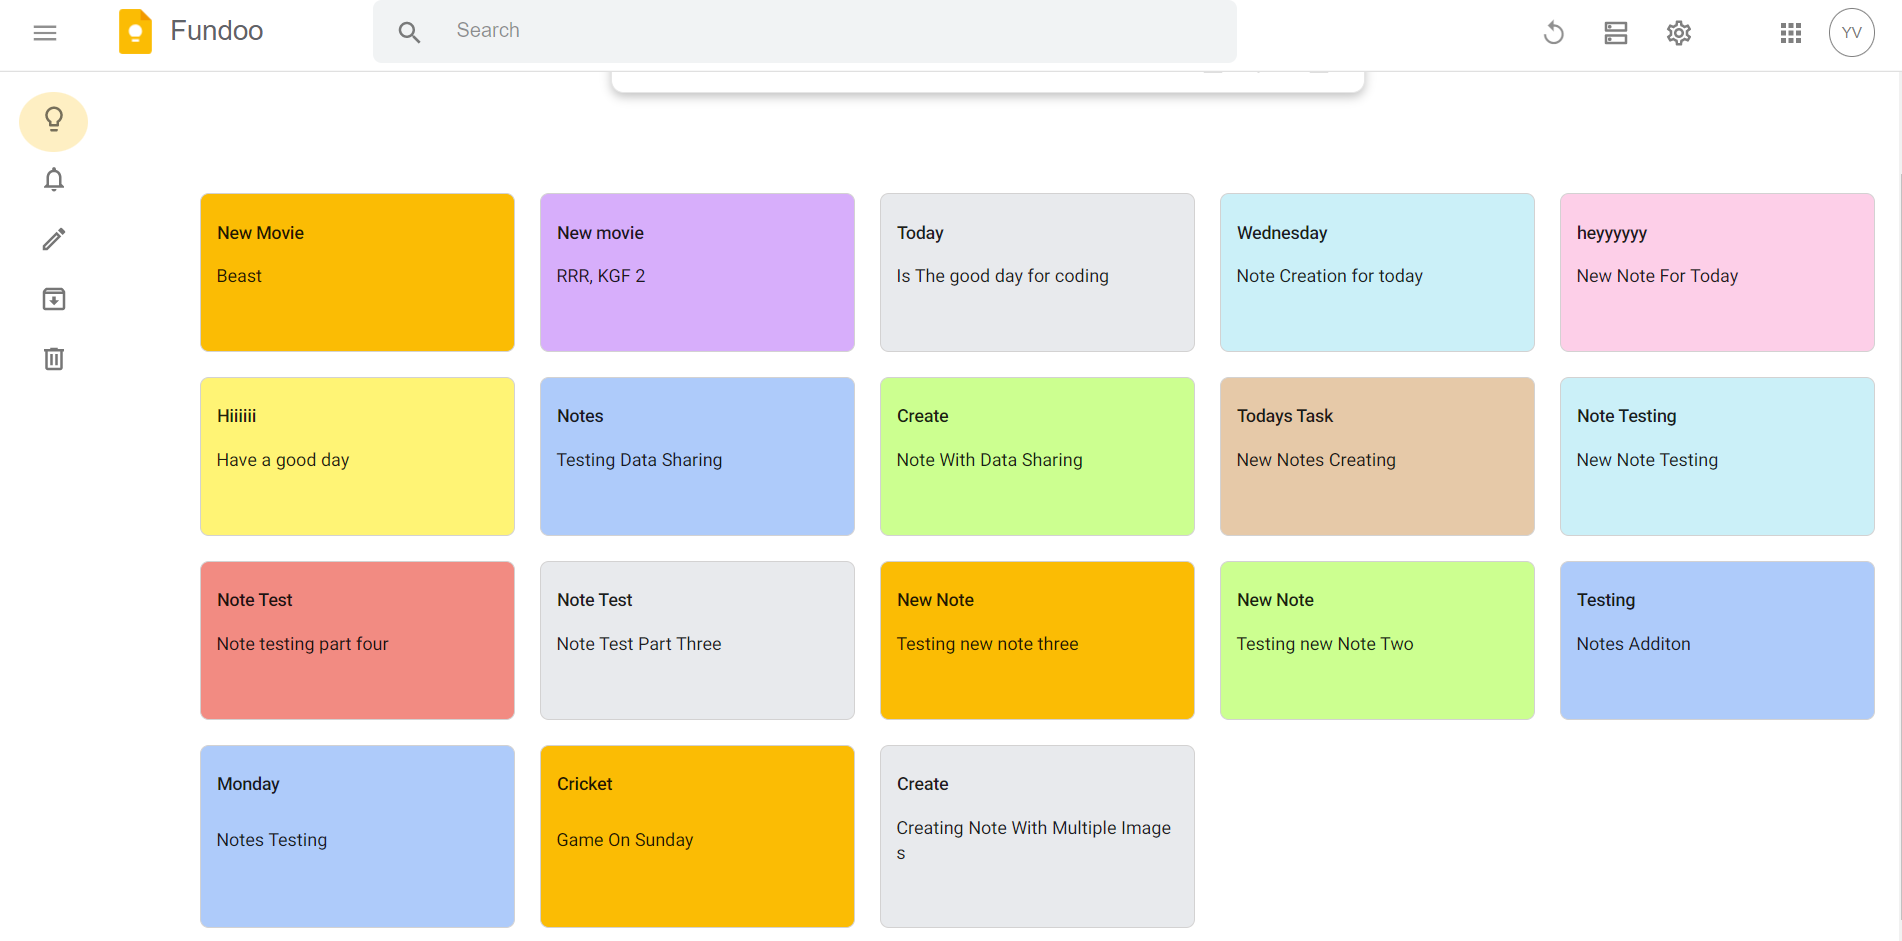 Fundoo
Search
YV
New Movie
Beast
New movie
RRR, KGF 2
Today
Is The good day for coding
Wednesday
Note Creation for today
heyyyyyy
New Note For Today
Hiiiiii
Have a good day
Notes
Testing Data Sharing
Create
Note With Data Sharing
Todays Task
New Notes Creating
Note Testing
New Note Testing
Note Test
Note testing part four
Note Test
Note Test Part Three
New Note
Testing new note three
New Note
Testing new Note Two
Testing
Notes Additon
Monday
Notes Testing
Cricket
Game On Sunday
Create
Creating Note With Multiple Image
s